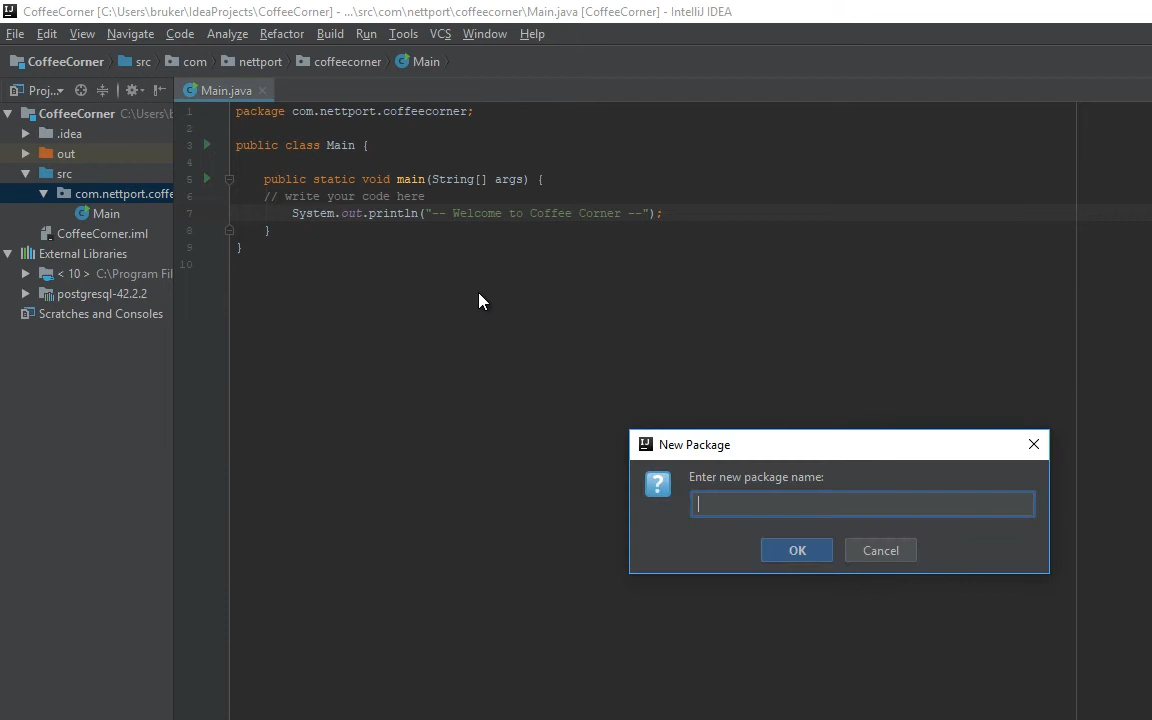 CoffeeCorner [C:\Users\bruker\IdeaProjects\CoffeeCorner] - ...\src\com\nettport\coffeecorner\Main.java [CoffeeCorner] - IntelliJ IDEA
File Edit View Navigate Code Analyze Refactor Build Run Tools VCS Window Help
CoffeeCorner src com nettport coffeecorner Main
Proj... Main.java
CoffeeCorner C:\Users\b
.idea
out
src
com.nettport.coffe
Main
CoffeeCorner.iml
External Libraries
< 10 > C:\Program Fil
postgresql-42.2.2
Scratches and Consoles
1 package com.nettport.coffeecorner;
2
3 public class Main {
4
5 public static void main(String[] args) {
6 // write your code here
7 System.out.println("-- Welcome to Coffee Corner --");
8 }
9 }
10
New Package
Enter new package name:
OK Cancel